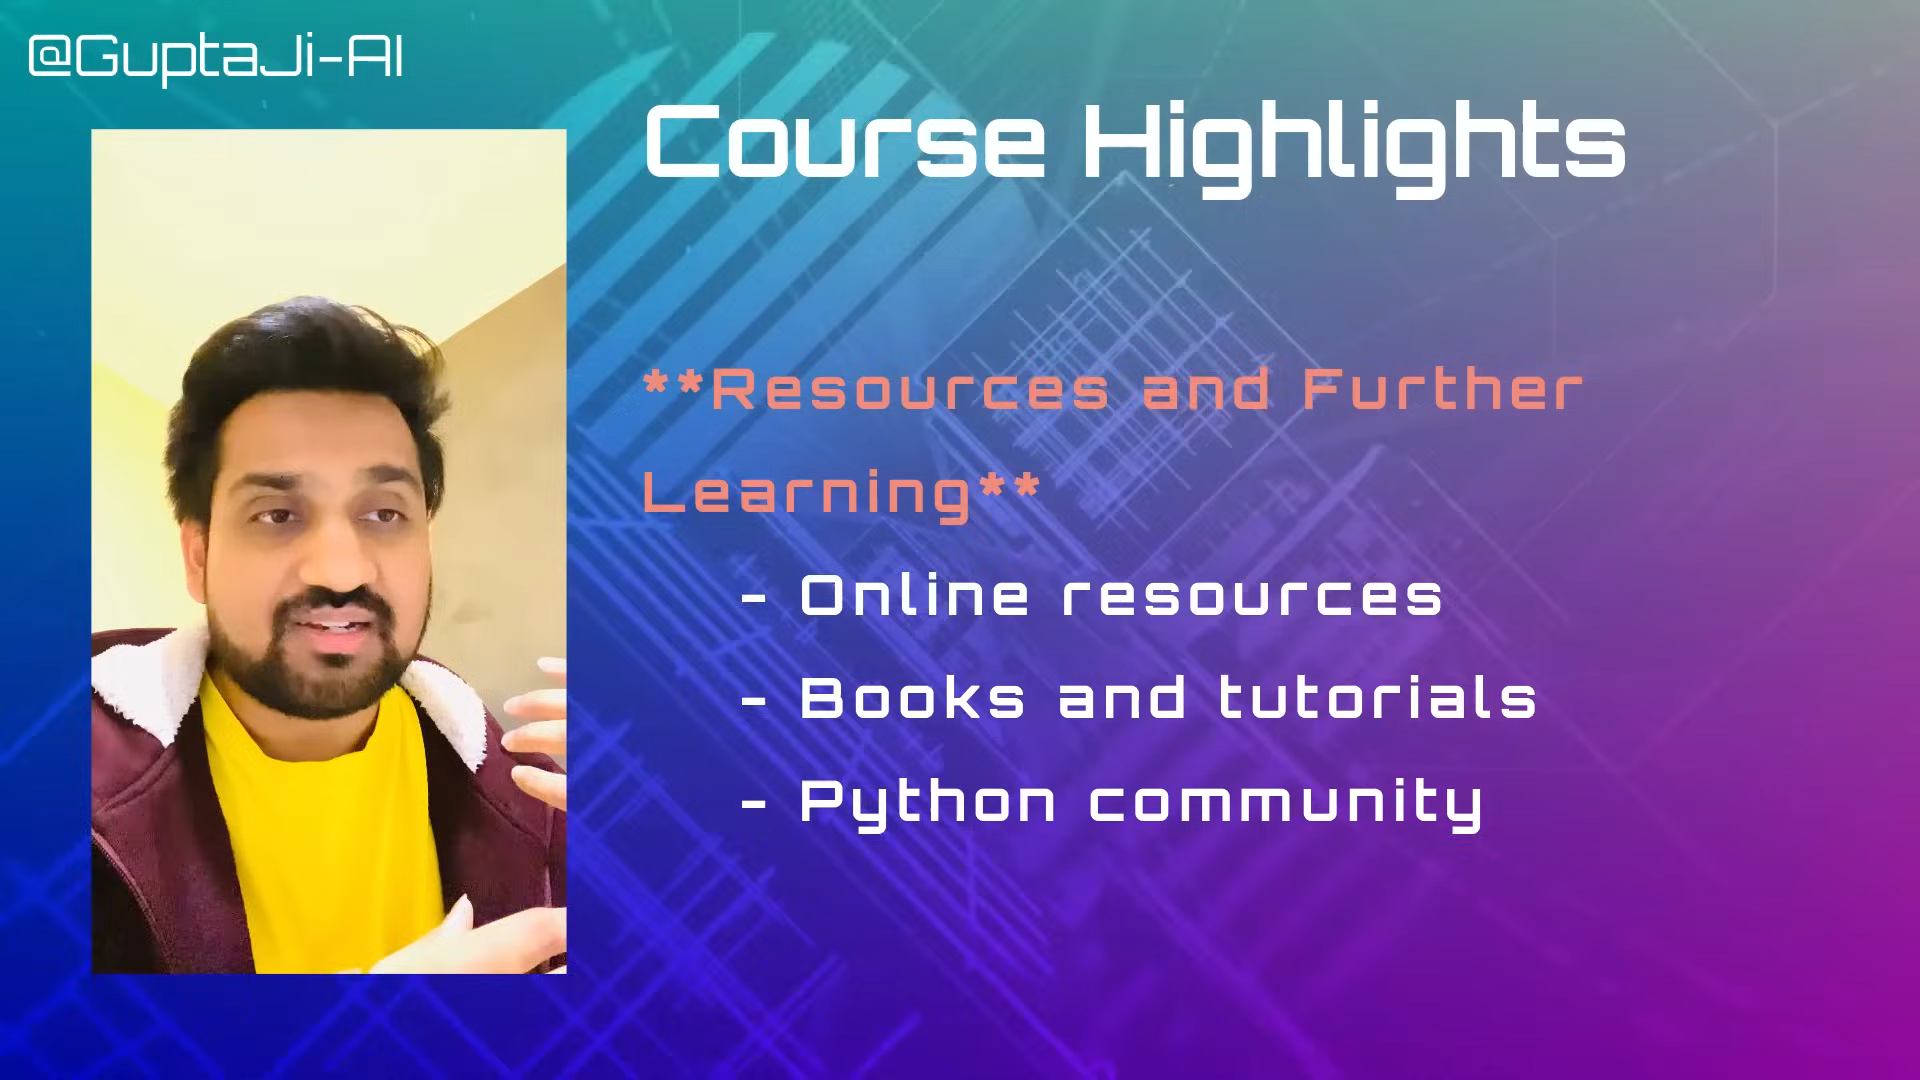 @GuptaJi-AI
Course Highlights
**Resources and Further
Learning**
- Online resources
- Books and tutorials
- Python community